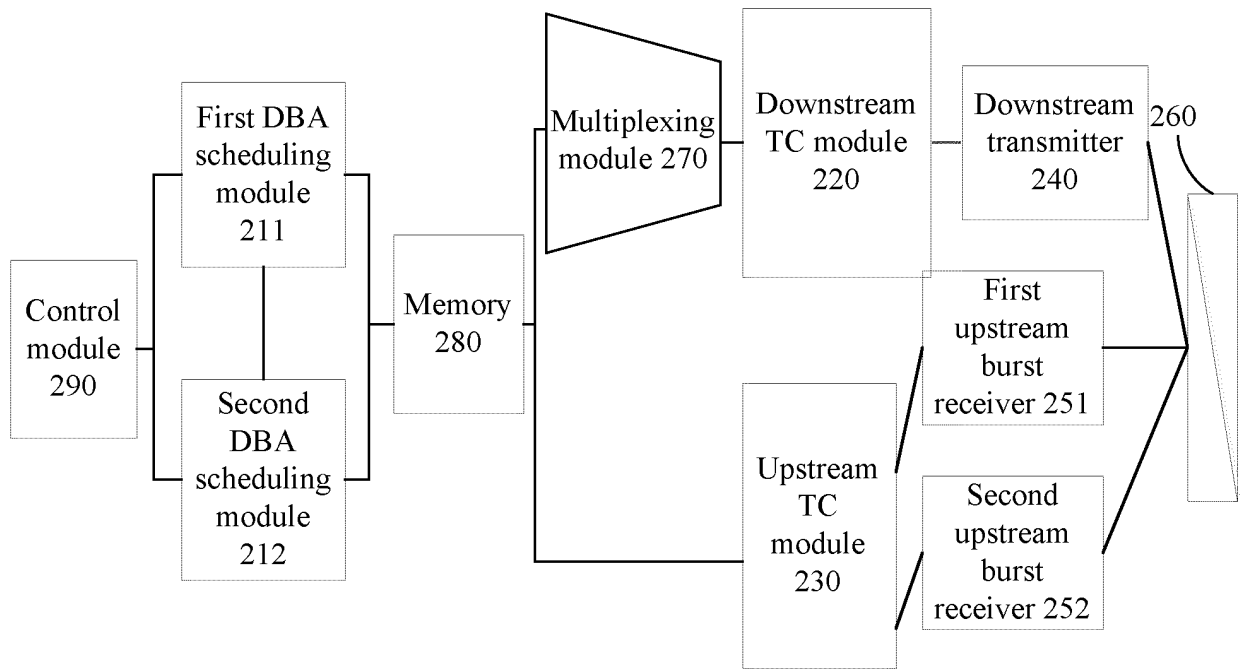 Control
module
290
First DBA
scheduling
module
211
Second
DBA
scheduling
module
212
Memory
280
Multiplexing
module 270
Downstream
TC module
220
Downstream
transmitter
240
260
First
upstream
burst
receiver 251
Upstream
TC
module
230
Second
upstream
burst
receiver 252